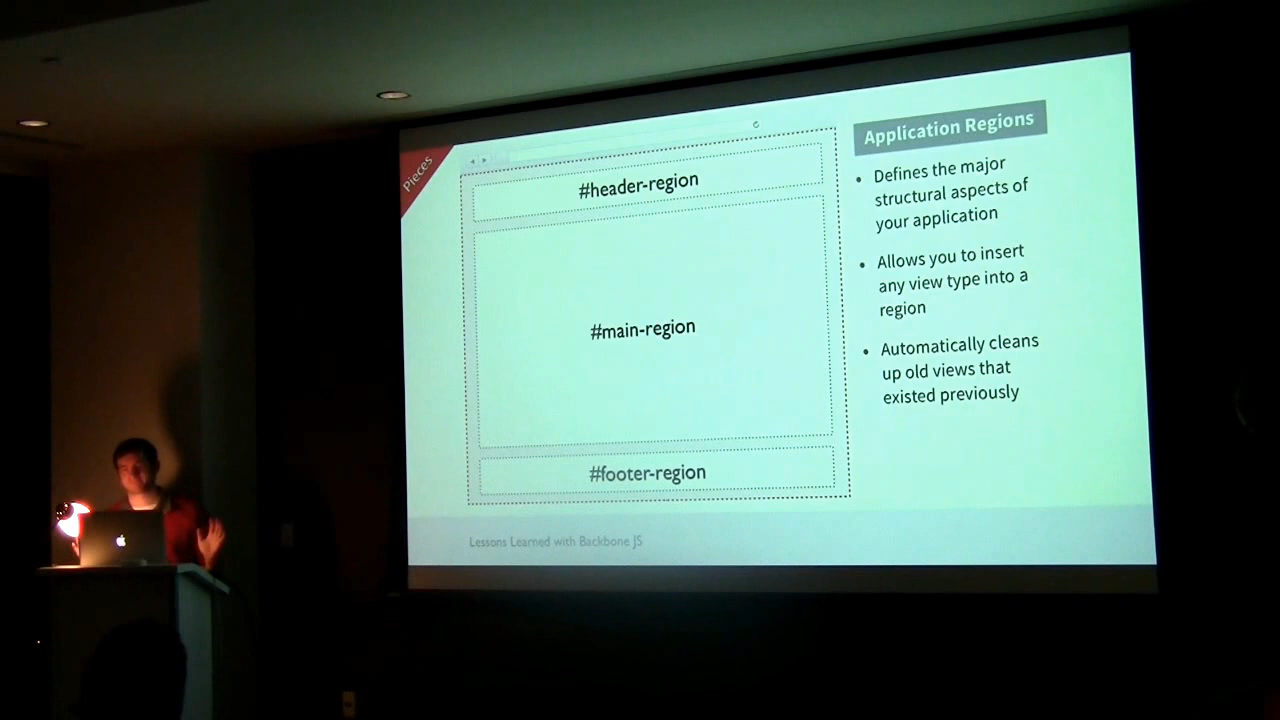 Pieces
#header-region
#main-region
#footer-region
Application Regions
• Defines the major
structural aspects of
your application
• Allows you to insert
any view type into a
region
• Automatically cleans
up old views that
existed previously
Lessons Learned with Backbone JS